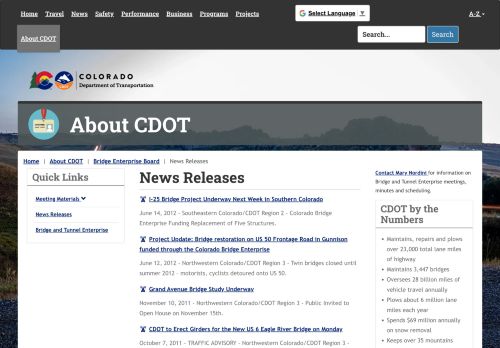 Home Travel News Safety Performance Business Programs Projects
Select Language ▼
A-Z
About CDOT
Search...
Search
COLORADO
Department of Transportation
About CDOT
Home | About CDOT | Bridge Enterprise Board | News Releases
Quick Links
Meeting Materials
News Releases
Bridge and Tunnel Enterprise
News Releases
I-25 Bridge Project Underway Next Week in Southern Colorado
June 14, 2012 - Southeastern Colorado/CDOT Region 2 - Colorado Bridge
Enterprise Funding Replacement of Five Structures.
Project Update: Bridge restoration on US 50 Frontage Road in Gunnison
funded through the Colorado Bridge Enterprise
June 12, 2012 - Northwestern Colorado/CDOT Region 3 - Twin bridges closed until
summer 2012 - motorists, cyclists detoured onto US 50.
Grand Avenue Bridge Study Underway
November 10, 2011 - Northwestern Colorado/CDOT Region 3 - Public Invited to
Open House on November 15th.
CDOT to Erect Girders for the New US 6 Eagle River Bridge on Monday
October 7, 2011 - TRAFFIC ADVISORY - Northwestern Colorado/CDOT Region 3 -
Contact Mary Nordini for information on
Bridge and Tunnel Enterprise meetings,
minutes and scheduling.
CDOT by the
Numbers
Maintains, repairs and plows
over 23,000 total lane miles
of highway
Maintains 3,447 bridges
Oversees 28 billion miles of
vehicle travel annually
Plows about 6 million lane
miles each year
Spends $69 million annually
on snow removal
Keeps over 35 mountains